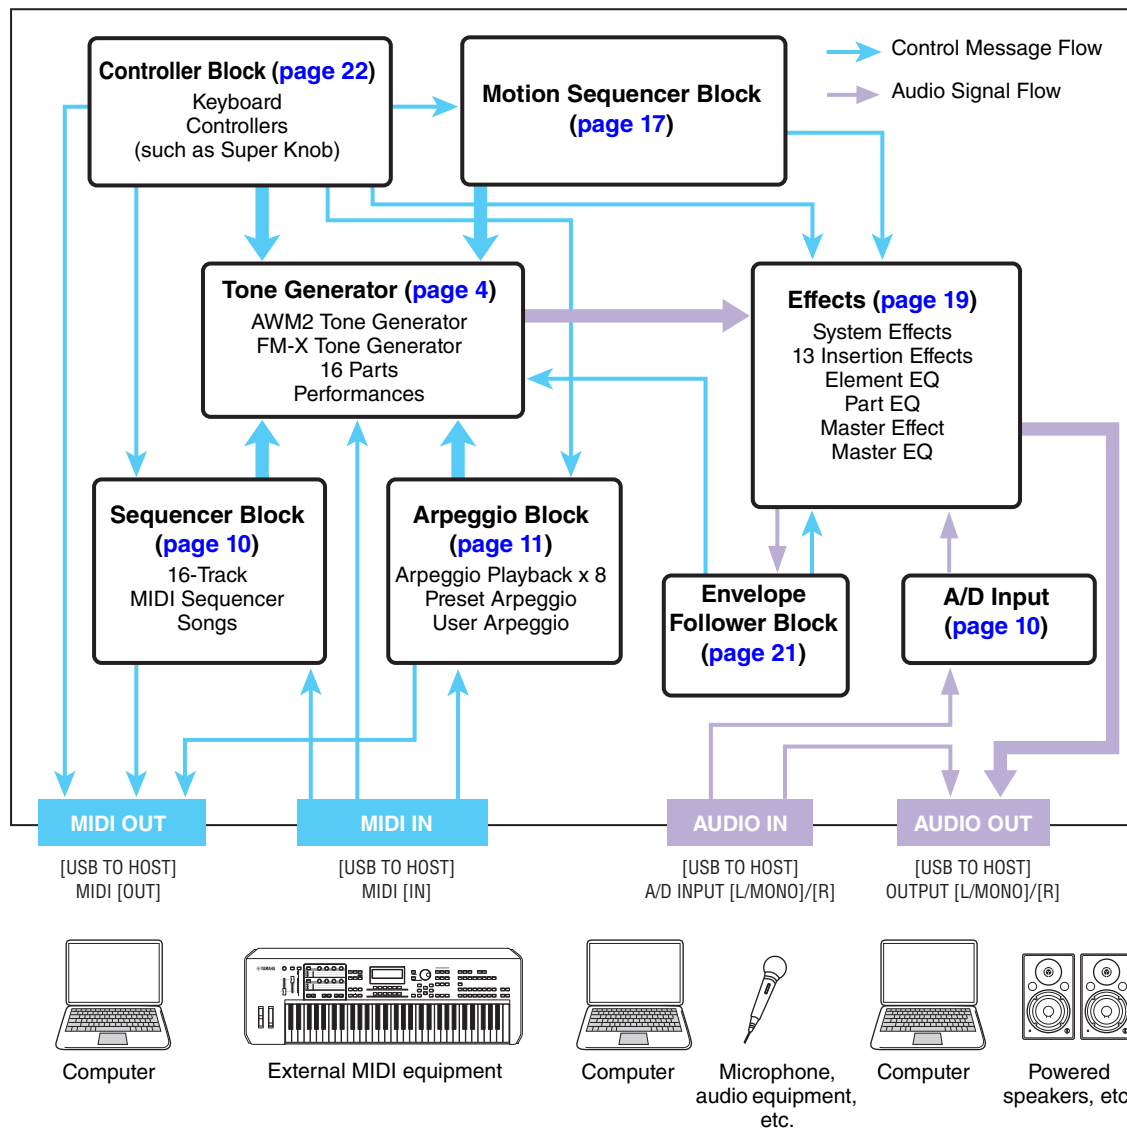 Controller Block (page 22)
Keyboard
Controllers
(such as Super Knob)
Motion Sequencer Block
(page 17)
Control Message Flow
Audio Signal Flow
Tone Generator (page 4)
AWM2 Tone Generator
FM-X Tone Generator
16 Parts
Performances
Effects (page 19)
System Effects
13 Insertion Effects
Element EQ
Part EQ
Master Effect
Master EQ
Sequencer Block
(page 10)
16-Track
MIDI Sequencer
Songs
Arpeggio Block
(page 11)
Arpeggio Playback x 8
Preset Arpeggio
User Arpeggio
Envelope
Follower Block
(page 21)
A/D Input
(page 10)
MIDI OUT
MIDI IN
AUDIO IN
AUDIO OUT
[USB TO HOST]
MIDI [OUT]
[USB TO HOST]
MIDI [IN]
[USB TO HOST]
A/D INPUT [L/MONO]/[R]
[USB TO HOST]
OUTPUT [L/MONO]/[R]
YAMAHA
Computer
External MIDI equipment
Computer
Microphone,
audio equipment,
etc.
Computer
Powered
speakers, etc